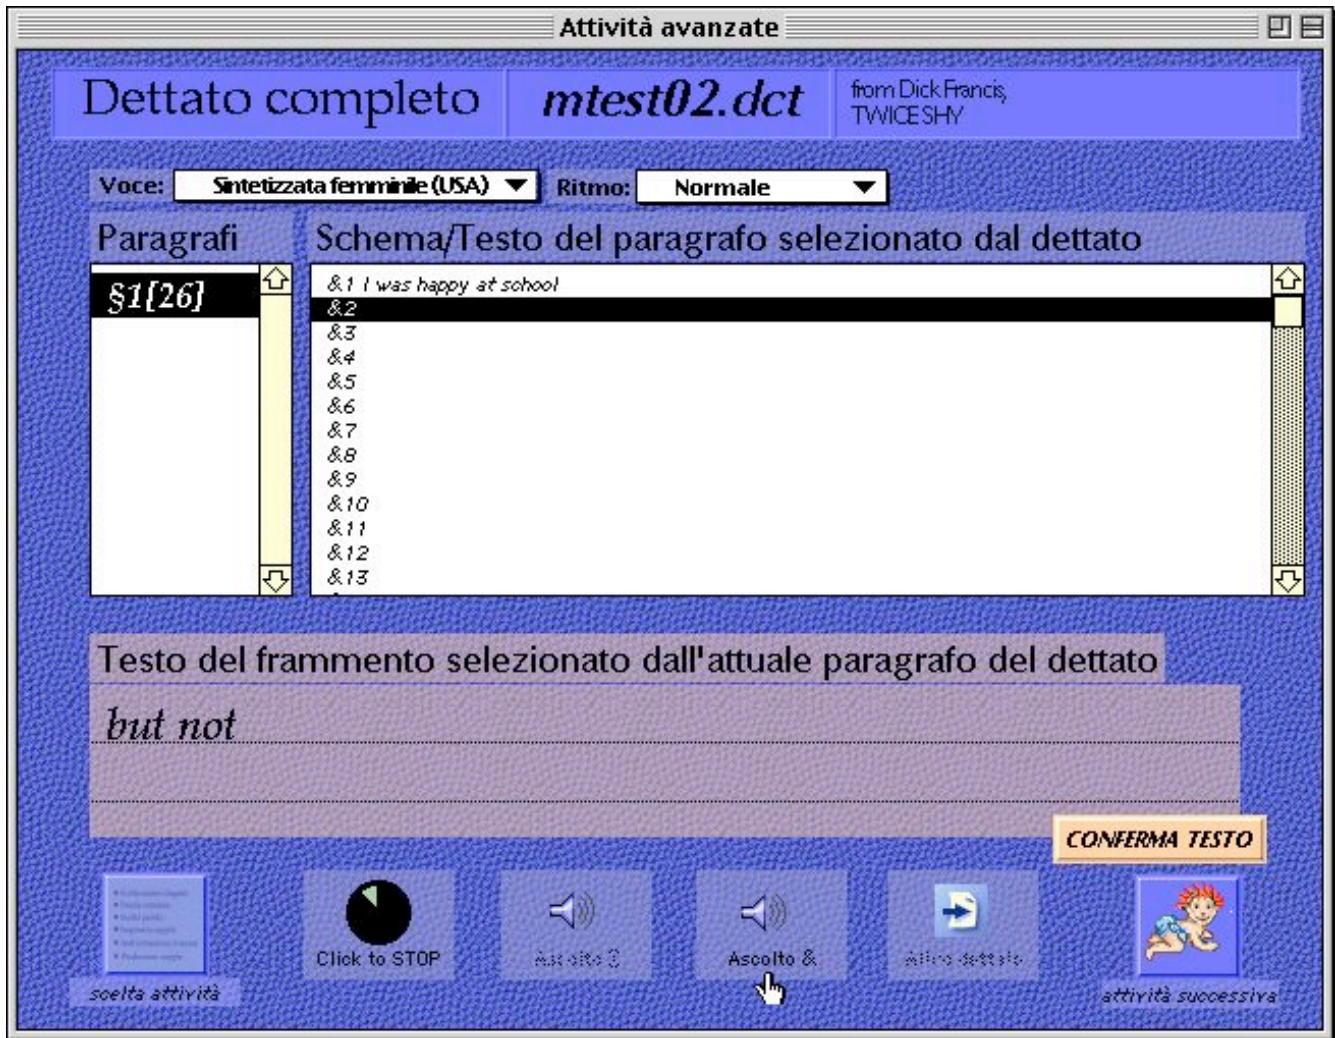 Attività avanzate
Dettato completo
mtest02.dct
from Dick Francis,
TWICE SHY
Voce: Sintetizzata femminile (USA) Ritmo: Normale
Paragrafi
Schema/Testo del paragrafo selezionato dal dettato
§1[26]
&1 I was happy at school
&2
&3
&4
&5
&6
&7
&8
&9
&10
&11
&12
&13
Testo del frammento selezionato dall'attuale paragrafo del dettato
but not
CONFERMA TESTO
Click to STOP
Ascolto §
Ascolto &
Altro dettato
scelta attività
attività successiva